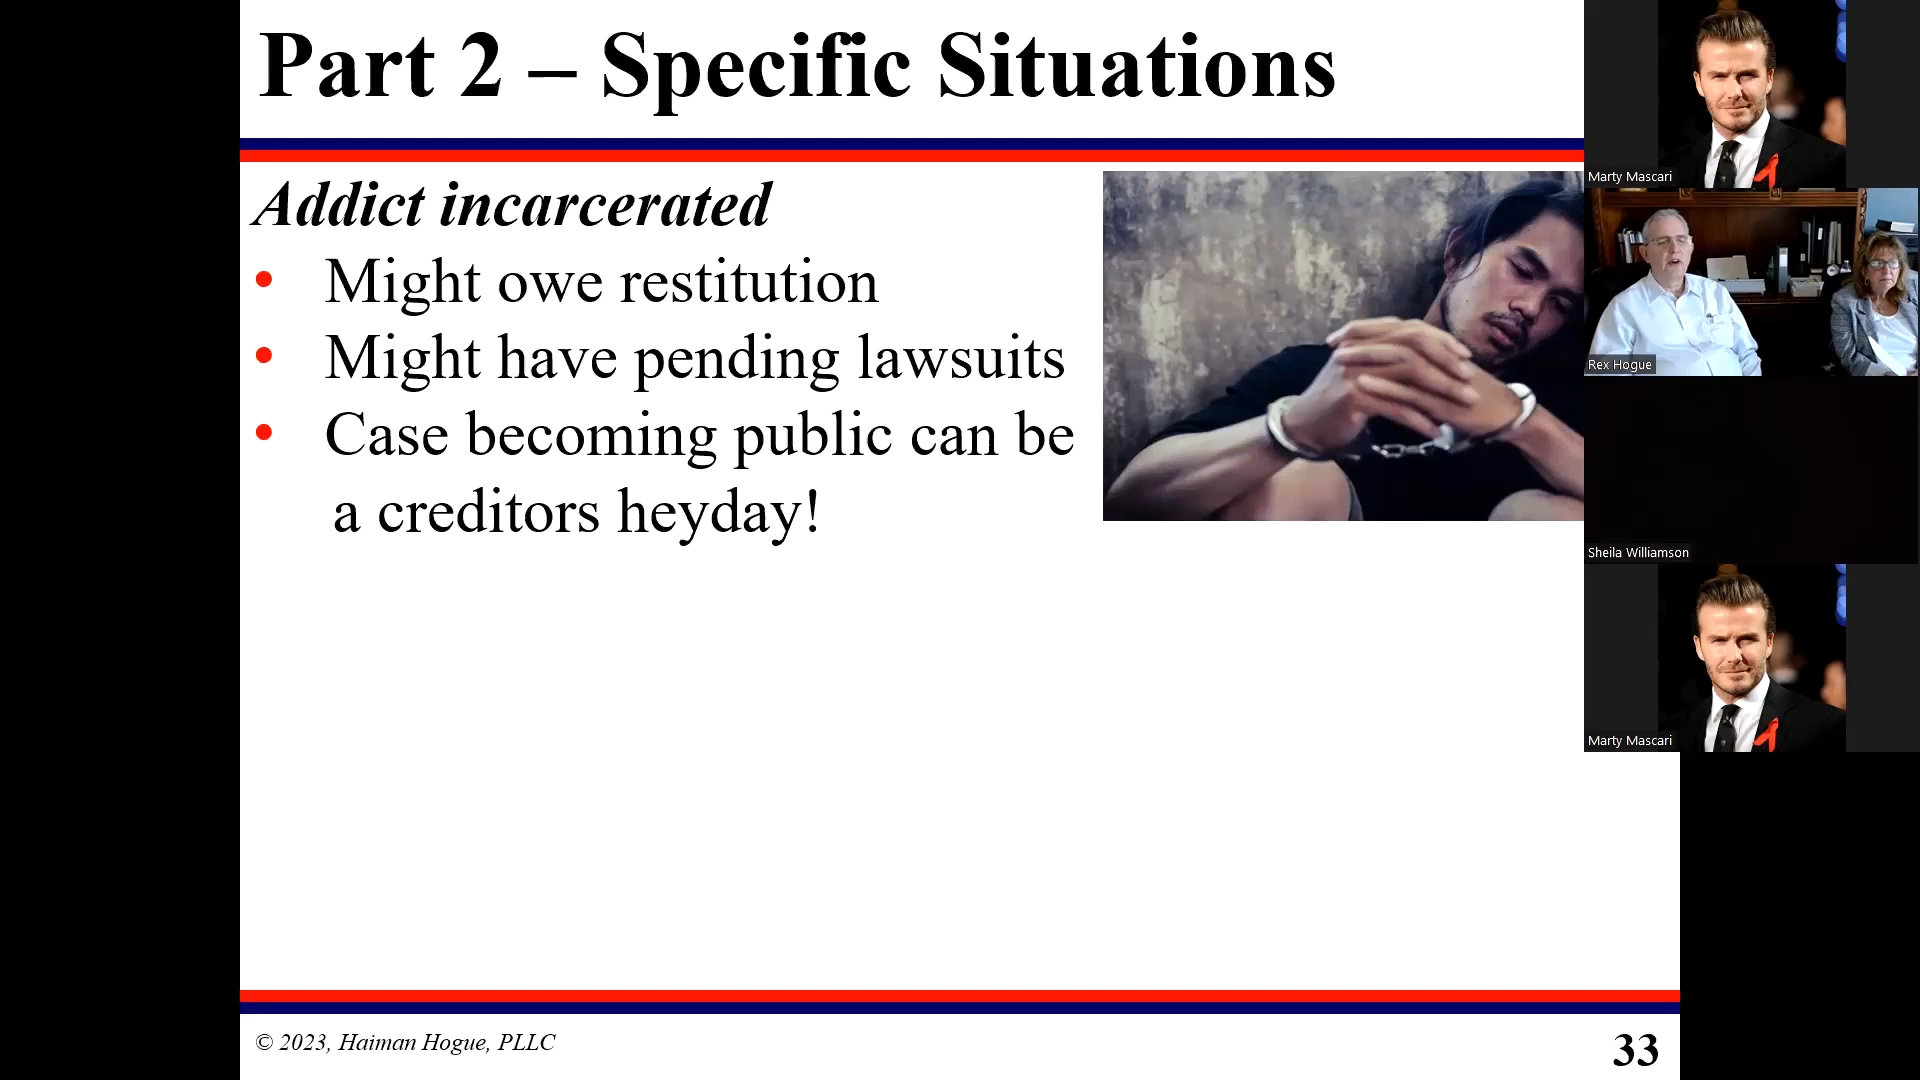 Part 2 – Specific Situations
Addict incarcerated
• Might owe restitution
• Might have pending lawsuits
• Case becoming public can be
a creditors heyday!
© 2023, Haiman Hogue, PLLC
33
Marty Mascari
Rex Hogue
Sheila Williamson
Marty Mascari